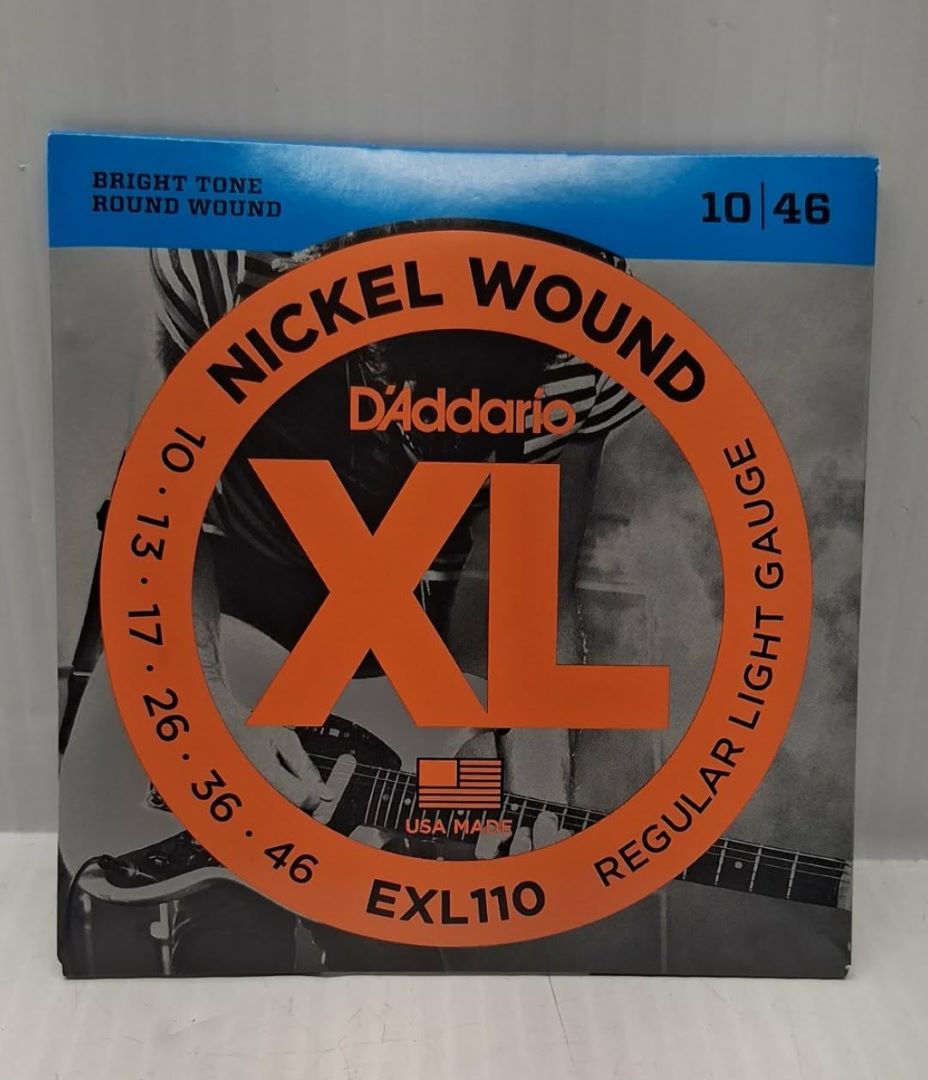 BRIGHT TONE
ROUND WOUND
10|46
NICKEL WOUND
D'Addario
XL
10 · 13 · 17 · 26 · 36 · 46
REGULAR LIGHT GAUGE
USA MADE
EXL110